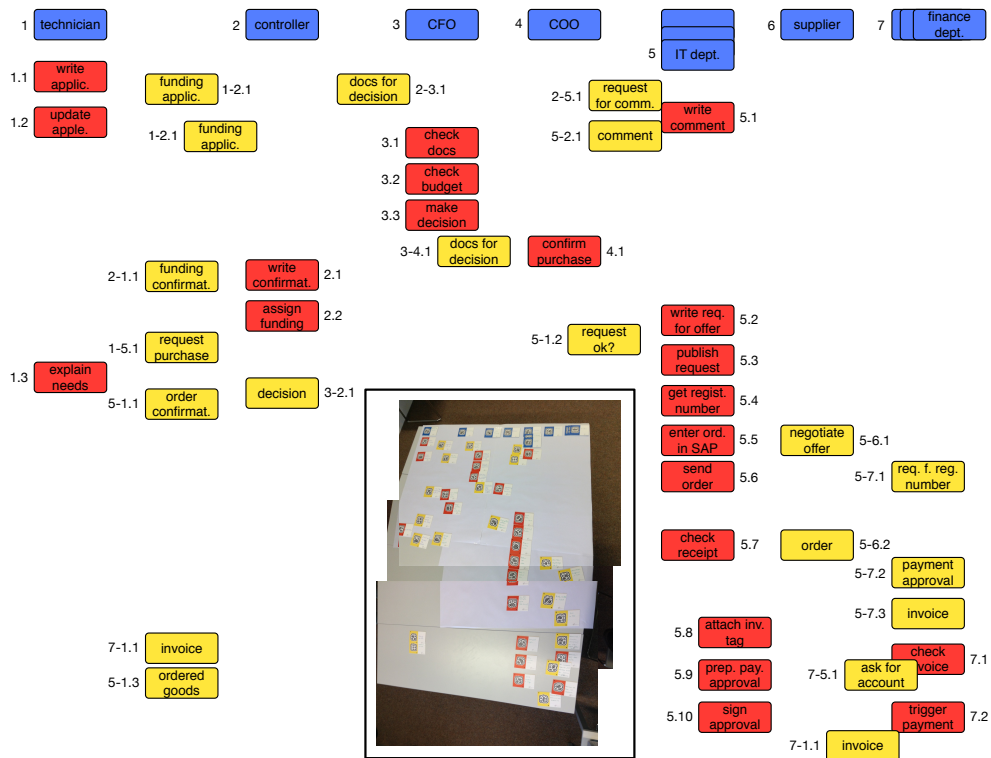 1 technician
2 controller
3 CFO
4 COO
5 IT dept.
6 supplier
7 finance
dept.
1.1 write
applic.
funding
applic. 1-2.1
docs for
decision 2-3.1
2-5.1 request
for comm.
1.2 update
apple.
1-2.1 funding
applic.
5-2.1 comment
write
comment 5.1
3.1 check
docs
3.2 check
budget
3.3 make
decision
3-4.1 docs for
decision
confirm
purchase 4.1
2-1.1 funding
confirmat.
write
confirmat. 2.1
assign
funding 2.2
write req.
for offer 5.2
1-5.1 request
purchase
5-1.2 request
ok?
publish
request 5.3
1.3 explain
needs
5-1.1 order
confirmat.
decision 3-2.1
get regist.
number 5.4
enter ord.
in SAP 5.5
negotiate
offer 5-6.1
send
order 5.6
5-7.1 req. f. reg.
number
check
receipt 5.7
order 5-6.2
5-7.2 payment
approval
5-7.3 invoice
7-1.1 invoice
5.8 attach inv.
tag
check
voice 7.1
5-1.3 ordered
goods
5.9 prep. pay.
approval
7-5.1 ask for
account
5.10 sign
approval
trigger
payment 7.2
7-1.1 invoice